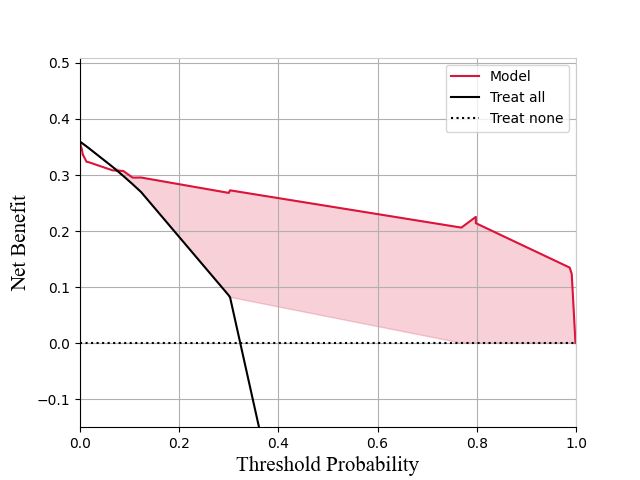 0.5
0.4
0.3
0.2
0.1
0.0
−0.1
Net Benefit
Model
Treat all
Treat none
0.0 0.2 0.4 0.6 0.8 1.0
Threshold Probability